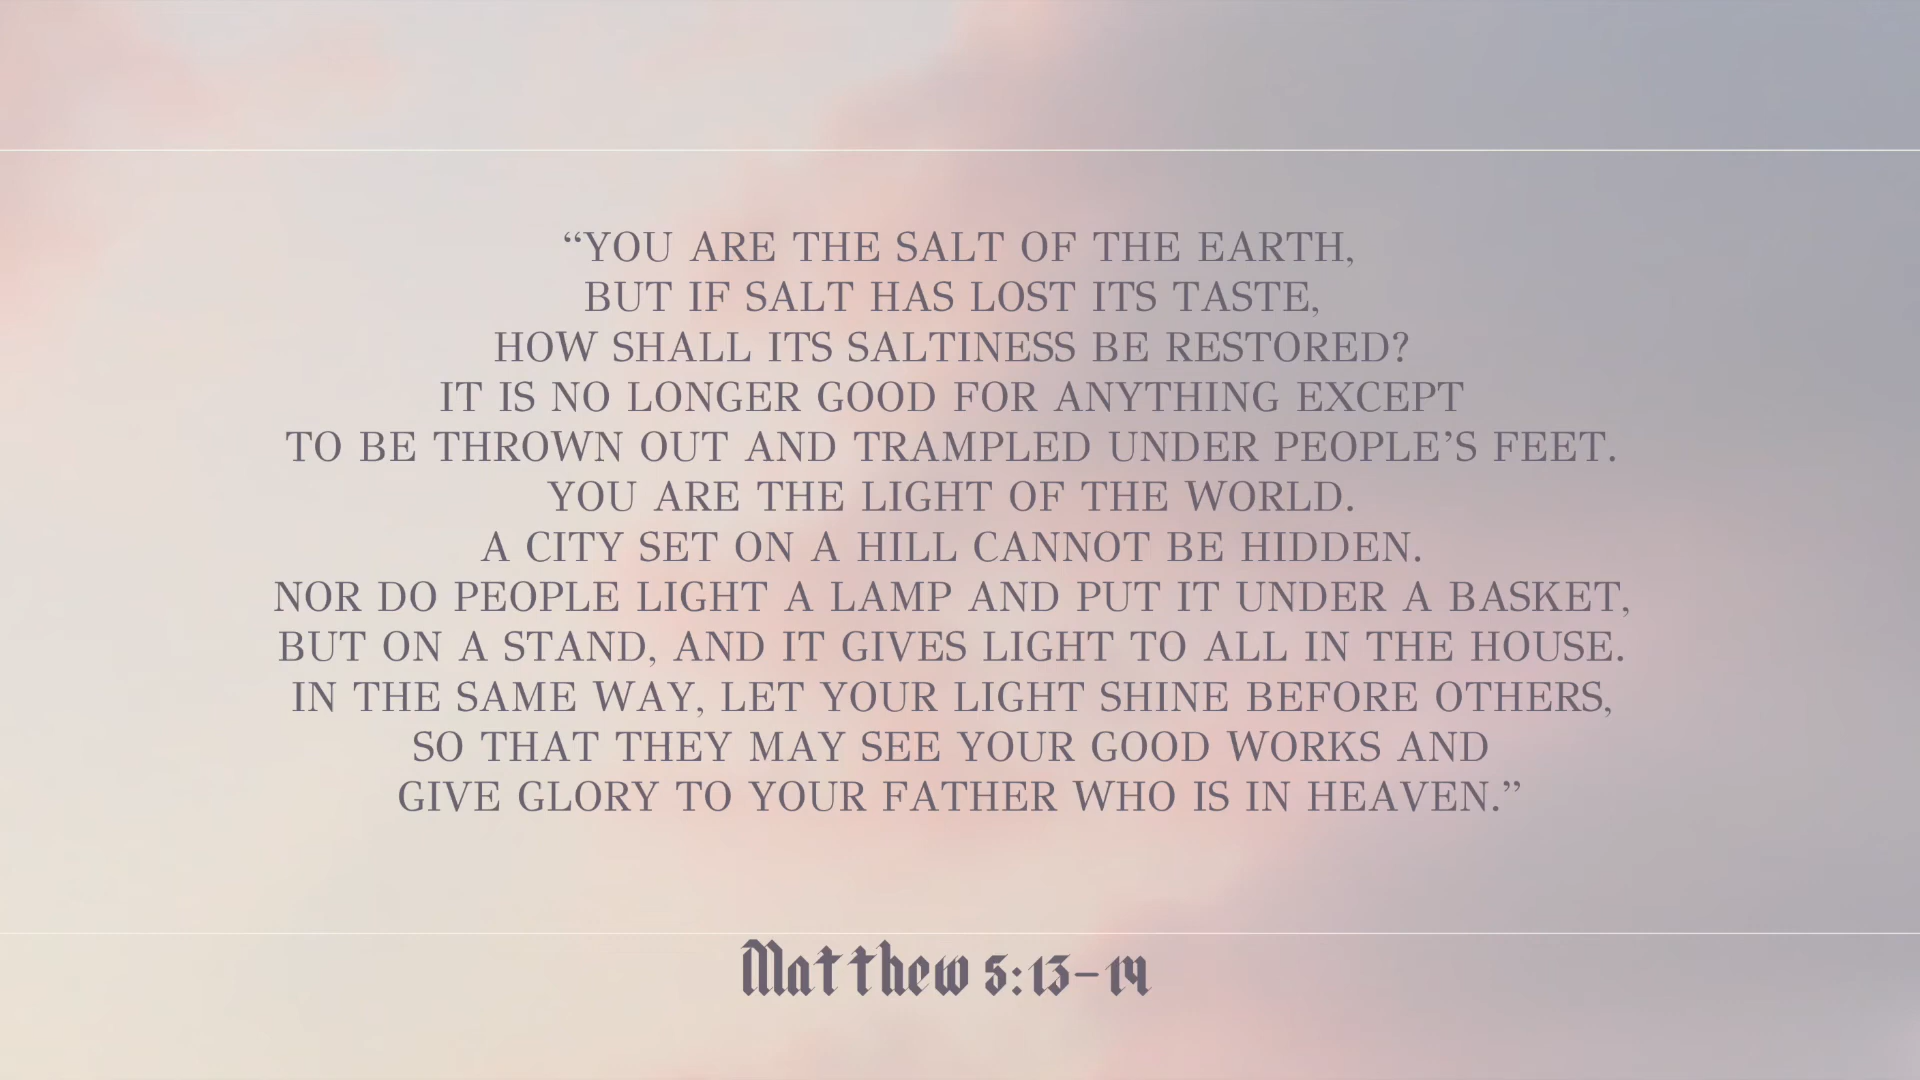 “YOU ARE THE SALT OF THE EARTH,
BUT IF SALT HAS LOST ITS TASTE,
HOW SHALL ITS SALTINESS BE RESTORED?
IT IS NO LONGER GOOD FOR ANYTHING EXCEPT
TO BE THROWN OUT AND TRAMPLED UNDER PEOPLE’S FEET.
YOU ARE THE LIGHT OF THE WORLD.
A CITY SET ON A HILL CANNOT BE HIDDEN.
NOR DO PEOPLE LIGHT A LAMP AND PUT IT UNDER A BASKET,
BUT ON A STAND, AND IT GIVES LIGHT TO ALL IN THE HOUSE.
IN THE SAME WAY, LET YOUR LIGHT SHINE BEFORE OTHERS,
SO THAT THEY MAY SEE YOUR GOOD WORKS AND
GIVE GLORY TO YOUR FATHER WHO IS IN HEAVEN.”
Matthew 5:13-14